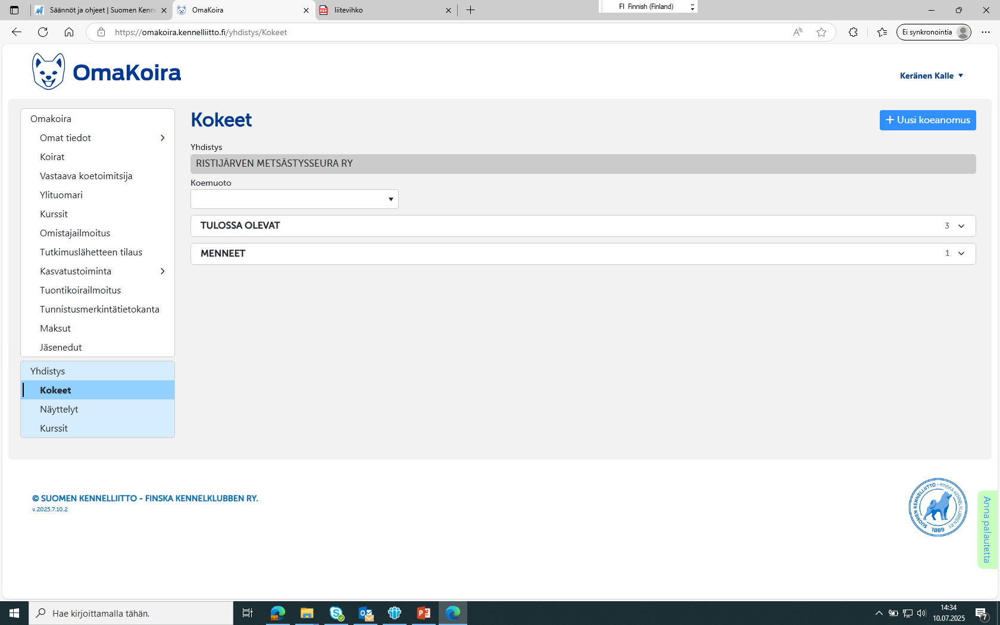 Säännöt ja ohjeet | Suomen Kenne
OmaKoira
liitevihko
FI Finnish (Finland)
https://omakoira.kennelliitto.fi/yhdistys/Kokeet
Ei synkronointia
OmaKoira
Keränen Kalle
Omakoira
Omat tiedot
Koirat
Vastaava koetoimitsija
Ylituomari
Kurssit
Omistajailmoitus
Tutkimuslähetteen tilaus
Kasvatustoiminta
Tuontikoirailmoitus
Tunnistusmerkintätietokanta
Maksut
Jäsenedut
Yhdistys
Kokeet
Näyttelyt
Kurssit
Kokeet
+ Uusi koeanomus
Yhdistys
RISTIJÄRVEN METSÄSTYSSEURA RY
Koemuoto
TULOSSA OLEVAT 3
MENNEET 1
© SUOMEN KENNELLIITTO - FINSKA KENNELKLUBBEN RY.
v.2025.7.10.2
SUOMEN KENNELLIITTO - FINSKA KENNELKLUBBEN RY
1889
Anna palautetta
Hae kirjoittamalla tähän.
14:34
10.07.2025
7